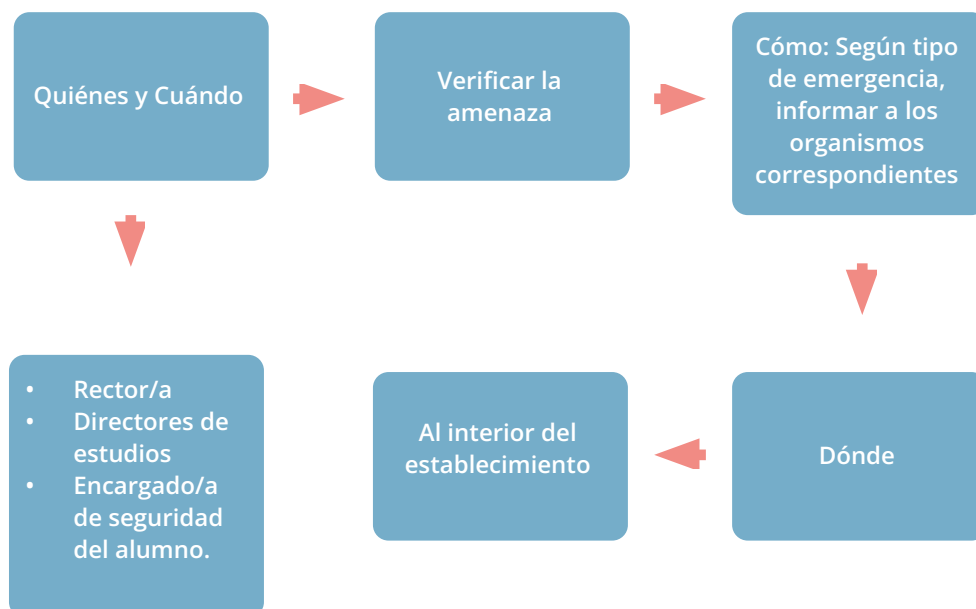 Quiénes y Cuándo
Verificar la
amenaza
Cómo: Según tipo
de emergencia,
informar a los
organismos
correspondientes
• Rector/a
• Directores de
estudios
• Encargado/a
de seguridad
del alumno.
Al interior del
establecimiento
Dónde